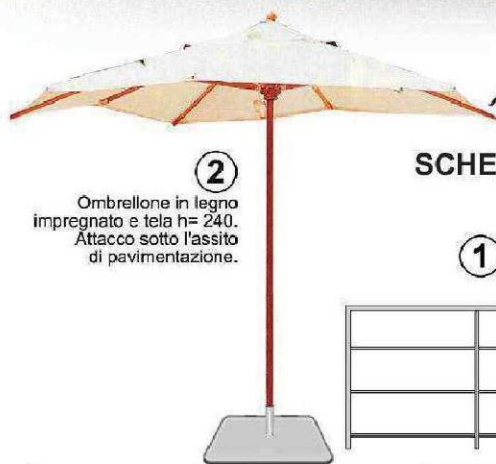 SCHE
2
Ombrellone in legno
impregnato e tela h= 240.
Attacco sotto l'assito
di pavimentazione.
1